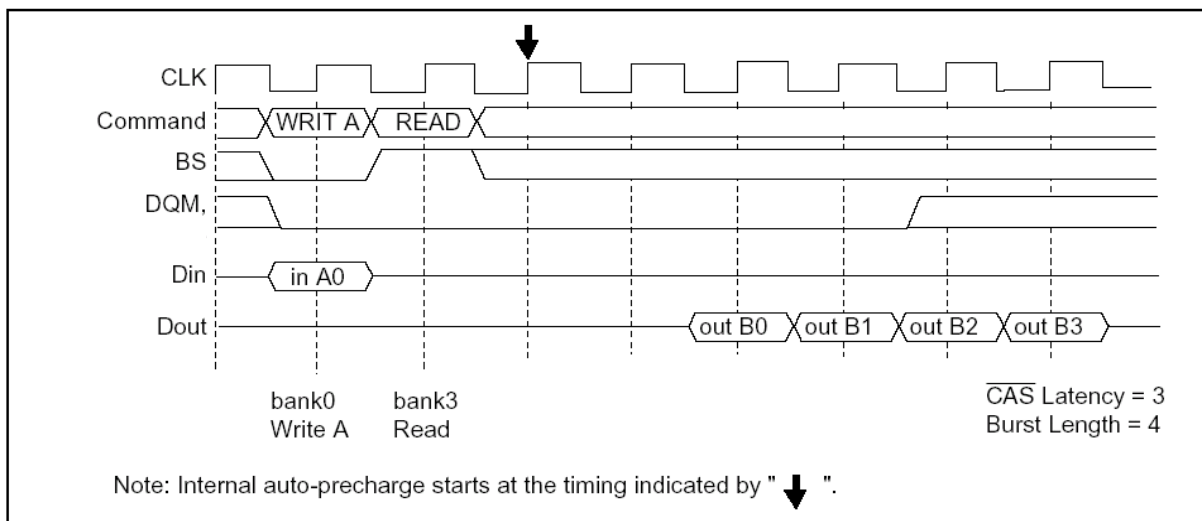 CLK
Command WRIT A READ
BS
DQM,
Din in A0
Dout out B0 out B1 out B2 out B3
bank0 bank3 CAS Latency = 3
Write A Read Burst Length = 4
Note: Internal auto-precharge starts at the timing indicated by " ".